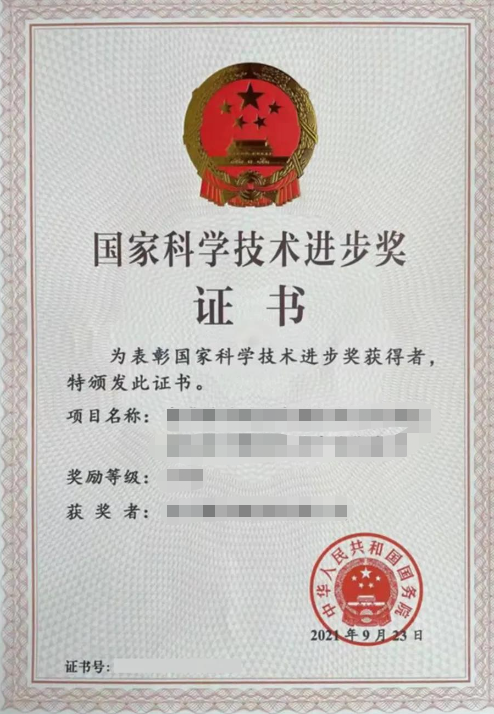 国家科学技术进步奖
证书
为表彰国家科学技术进步奖获得者，
特颁发此证书。
项目名称：
奖励等级：
获奖者：
中华人民共和国国务院
2021年9月23日
证书号：